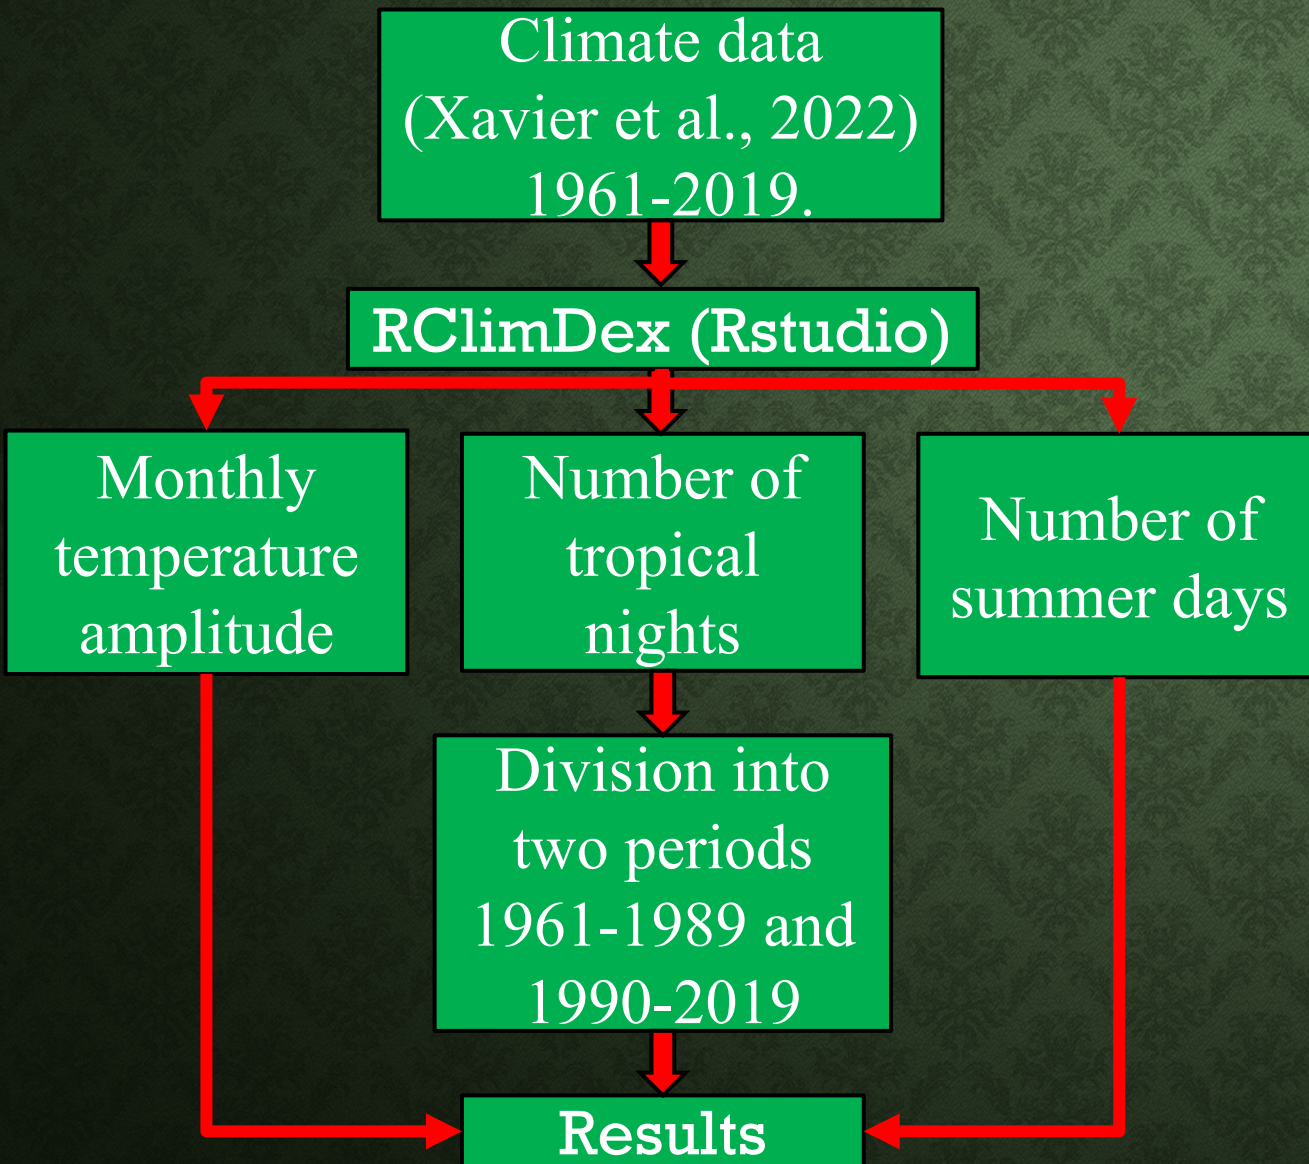 Climate data
(Xavier et al., 2022)
1961-2019.
RClimDex (Rstudio)
Monthly
temperature
amplitude
Number of
tropical
nights
Number of
summer days
Division into
two periods
1961-1989 and
1990-2019
Results